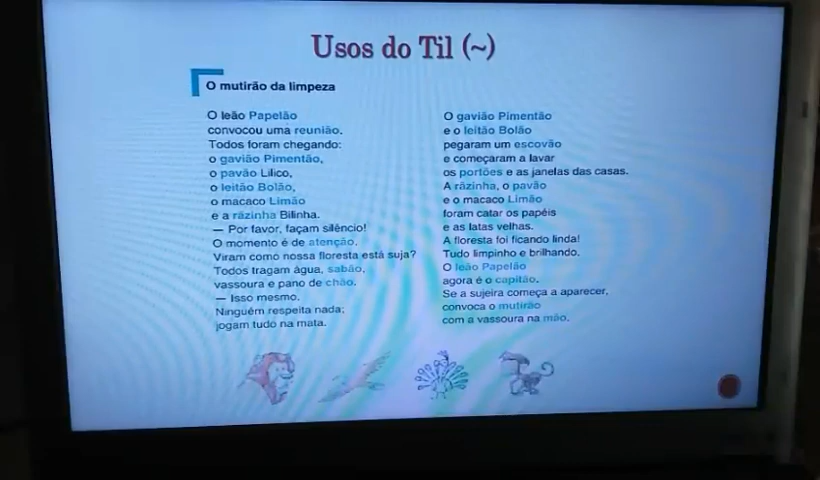 Usos do Til (~)
O mutirão da limpeza
O leão Papelão
convocou uma reunião.
Todos foram chegando:
o gavião Pimentão,
o pavão Lilico,
o leitão Bolão,
o macaco Limão
e a rãzinha Bilinha.
— Por favor, façam silêncio!
O momento é de atenção.
Viram como nossa floresta está suja?
Todos tragam água, sabão,
vassoura e pano de chão.
— Isso mesmo.
Ninguém respeita nada;
jogam tudo na mata.
O gavião Pimentão
e o leitão Bolão
pegaram um escovão
e começaram a lavar
os portões e as janelas das casas.
A rãzinha, o pavão
e o macaco Limão
foram catar os papéis
e as latas velhas.
A floresta foi ficando linda!
Tudo limpinho e brilhando.
O leão Papelão
agora é o capitão.
Se a sujeira começa a aparecer,
convoca o mutirão
com a vassoura na mão.